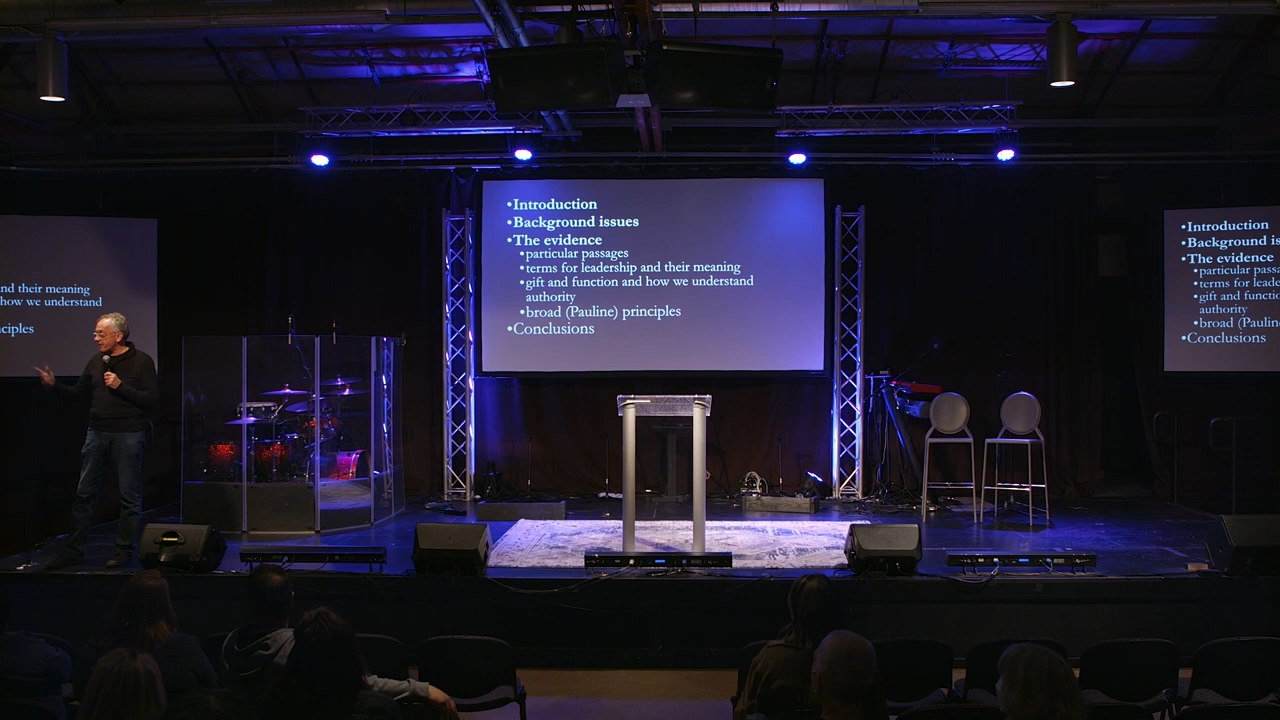 •Introduction
•Background issues
•The evidence
•particular passages
•terms for leadership and their meaning
•gift and function and how we understand
authority
•broad (Pauline) principles
•Conclusions
nd their meaning
how we understand
ciples
•Introduction
•Background is
•The evidence
•particular passa
•terms for leade
•gift and functio
authority
•broad (Pauline
•Conclusions